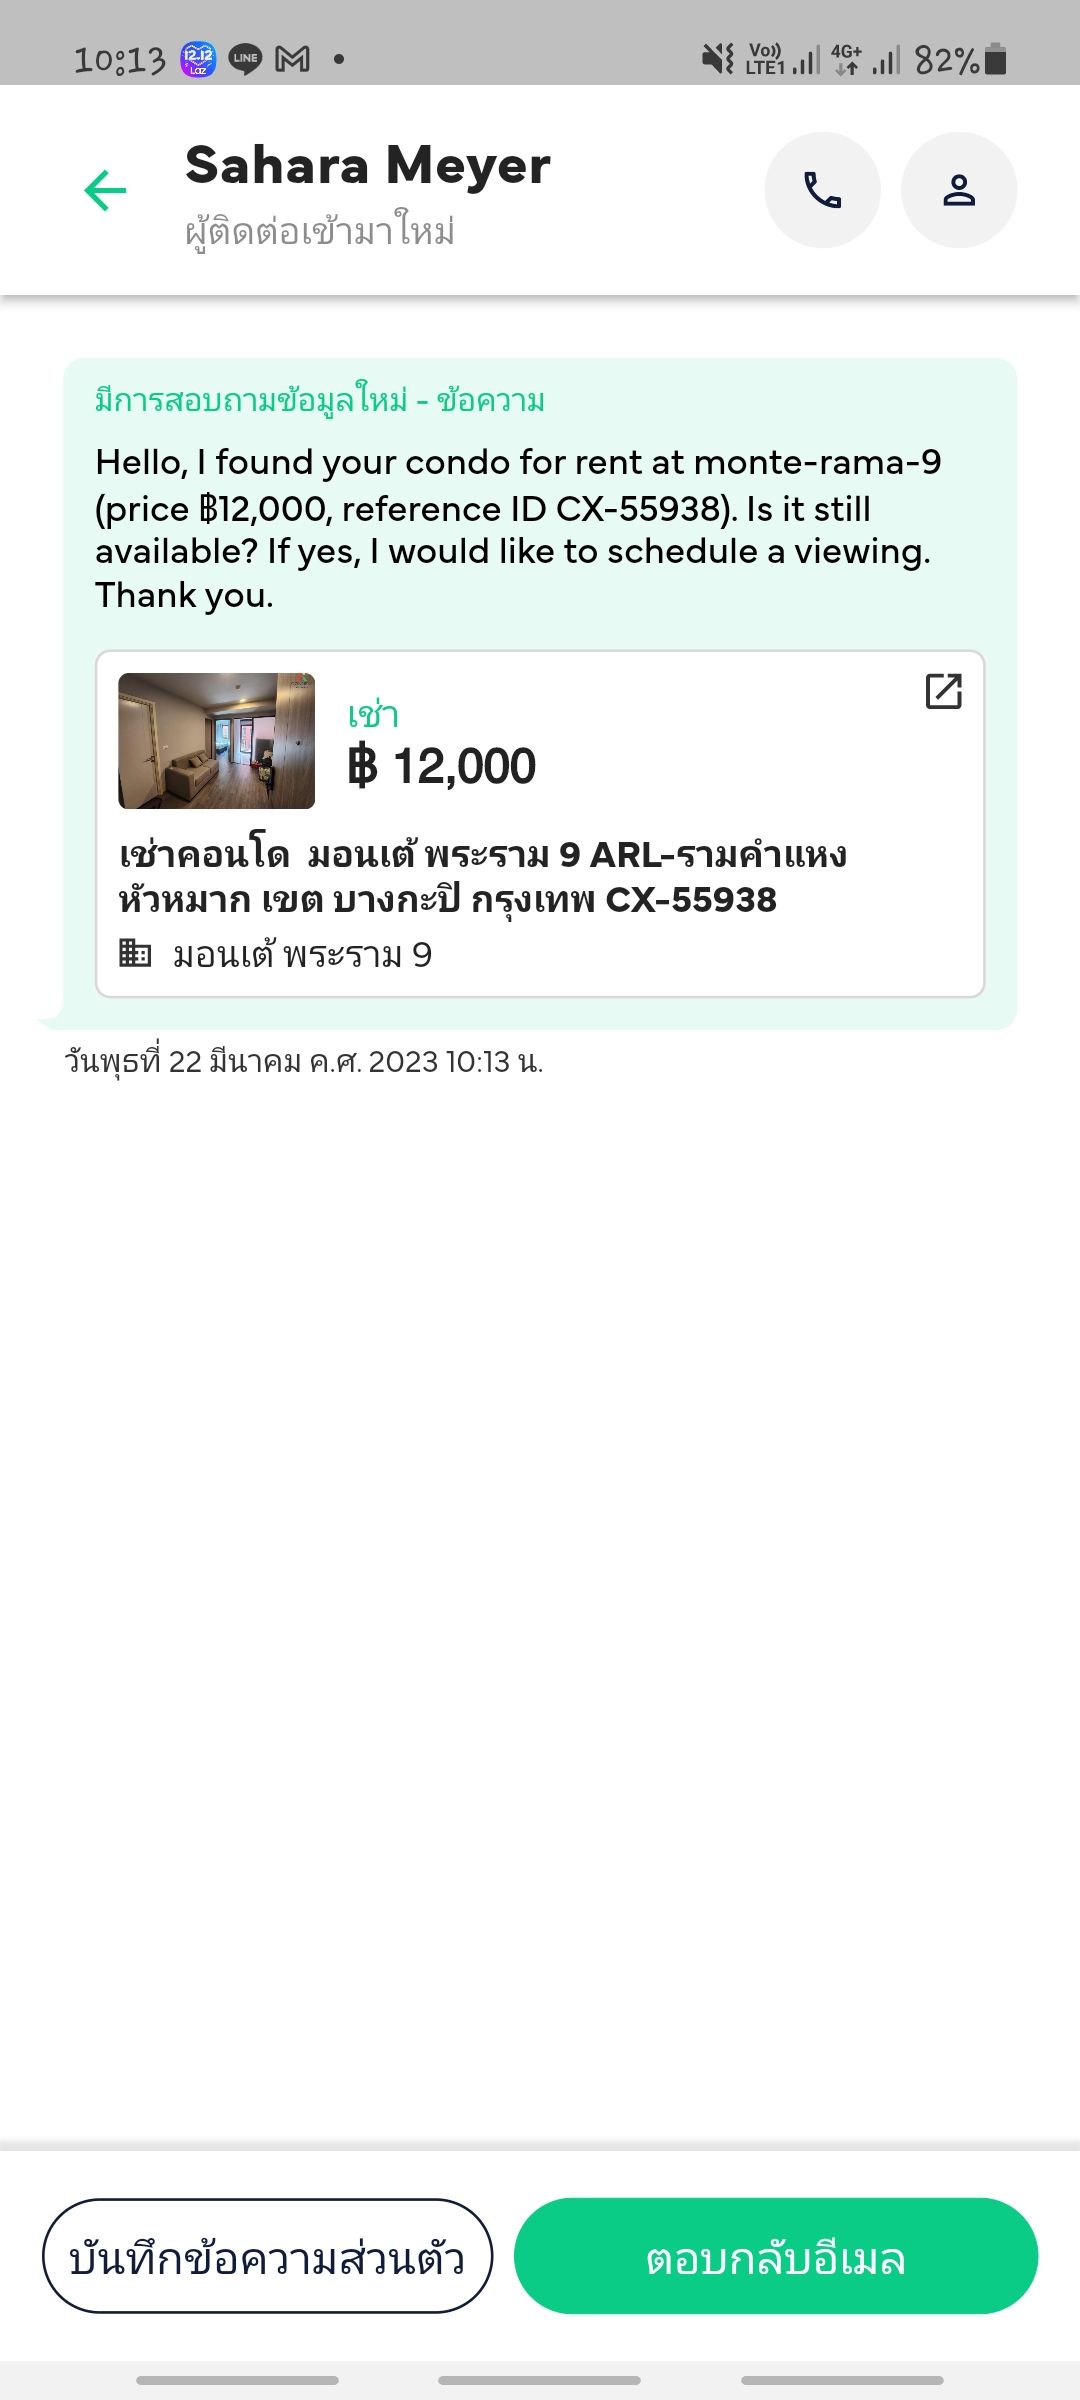 10:13 12.12 LAZ LINE Vo)) LTE1 4G+ 82%
Sahara Meyer
ผู้ติดต่อเข้ามาใหม่
มีการสอบถามข้อมูลใหม่ - ข้อความ
Hello, I found your condo for rent at monte-rama-9
(price ฿12,000, reference ID CX-55938). Is it still
available? If yes, I would like to schedule a viewing.
Thank you.
เช่า
฿ 12,000
เช่าคอนโด มอนเต้ พระราม 9 ARL-รามคำแหง
หัวหมาก เขต บางกะปิ กรุงเทพ CX-55938
มอนเต้ พระราม 9
วันพุธที่ 22 มีนาคม ค.ศ. 2023 10:13 น.
บันทึกข้อความส่วนตัว
ตอบกลับอีเมล